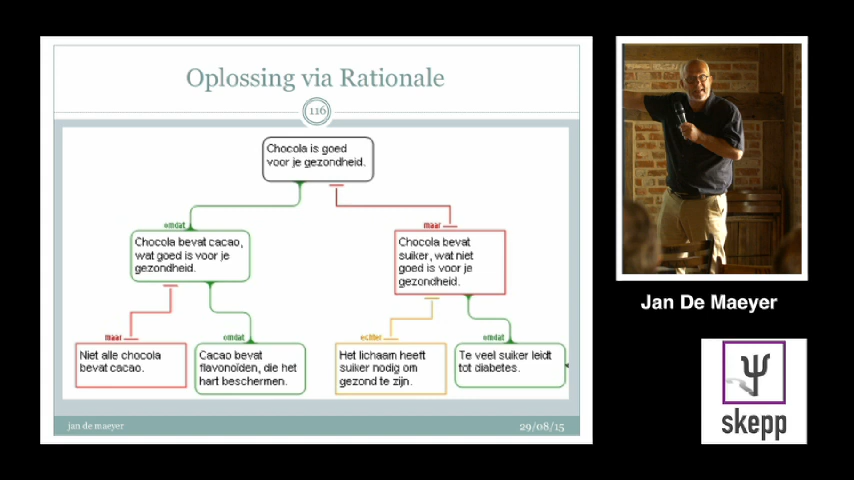 Oplossing via Rationale
116
Chocola is goed
voor je gezondheid.
omdat
maar
Chocola bevat cacao,
wat goed is voor je
gezondheid.
Chocola bevat
suiker, wat niet
goed is voor je
gezondheid.
maar
omdat
echter
omdat
Niet alle chocola
bevat cacao.
Cacao bevat
flavonoïden, die het
hart beschermen.
Het lichaam heeft
suiker nodig om
gezond te zijn.
Te veel suiker leidt
tot diabetes.
jan de maeyer
29/08/15
Jan De Maeyer
skepp